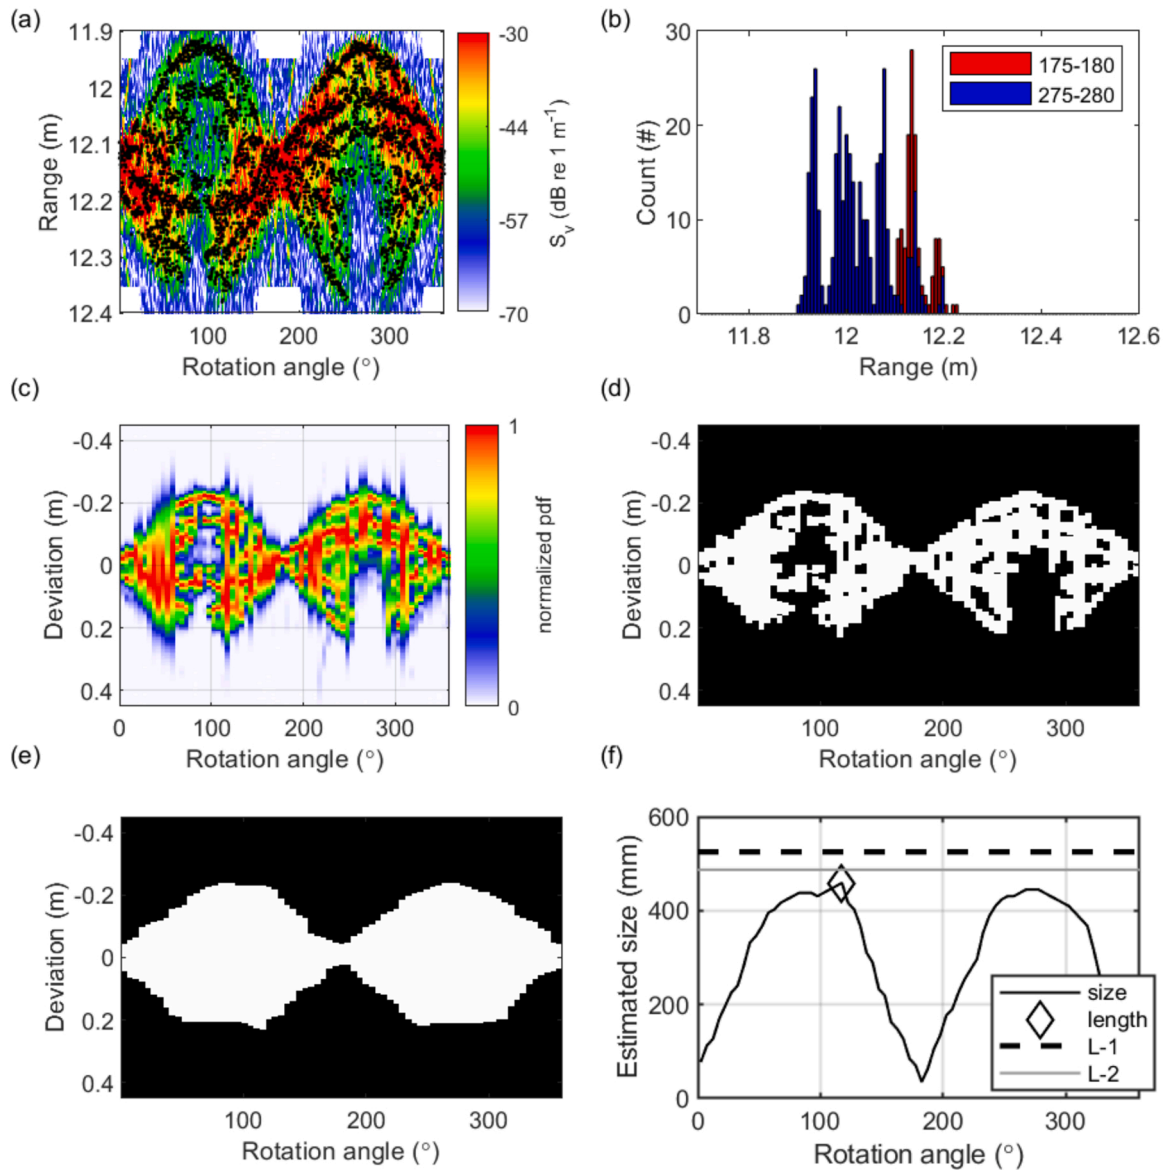 (a)
11.9
12
12.1
12.2
12.3
12.4
Range (m)
100
200
300
Rotation angle (°)
-30
-44
-57
-70
Sv (dB re 1 m⁻¹)
(b)
30
20
10
0
Count (#)
175-180
275-280
11.8
12
12.2
12.4
12.6
Range (m)
(c)
-0.4
-0.2
0
0.2
0.4
Deviation (m)
0
100
200
300
Rotation angle (°)
1
0
normalized pdf
(d)
-0.4
-0.2
0
0.2
0.4
Deviation (m)
100
200
300
Rotation angle (°)
(e)
-0.4
-0.2
0
0.2
0.4
Deviation (m)
100
200
300
Rotation angle (°)
(f)
600
400
200
0
Estimated size (mm)
size
length
L-1
L-2
0
100
200
300
Rotation angle (°)